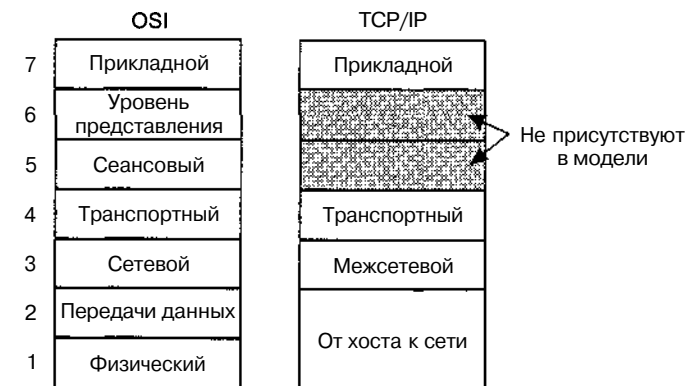 OSI TCP/IP
7 Прикладной Прикладной
6 Уровень
представления
Не присутствуют
в модели
5 Сеансовый
4 Транспортный Транспортный
3 Сетевой Межсетевой
2 Передачи данных
От хоста к сети
1 Физический